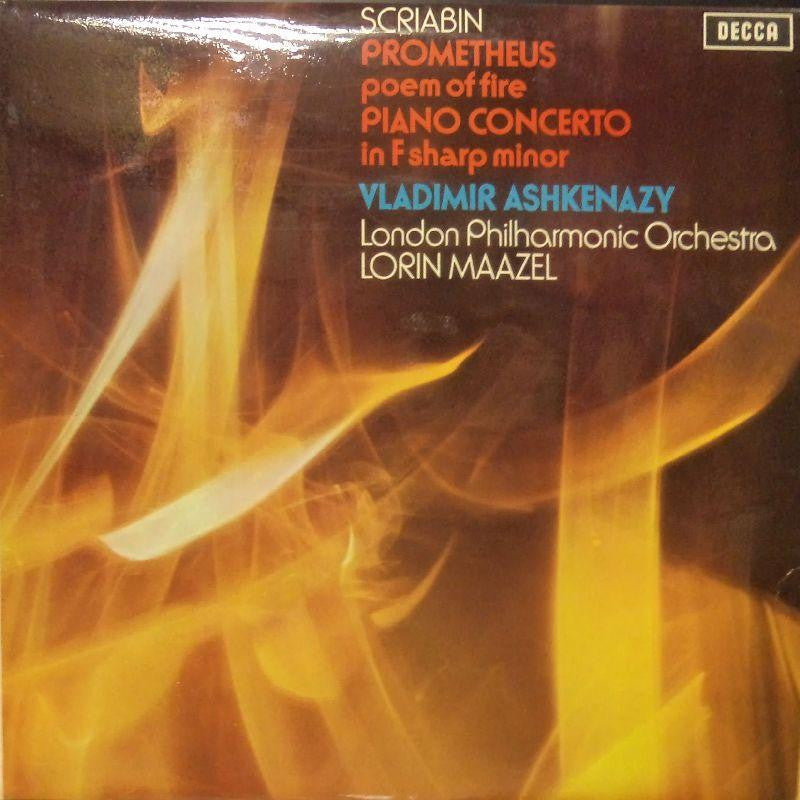 SCRIABIN
DECCA
PROMETHEUS
poem of fire
PIANO CONCERTO
in F sharp minor
VLADIMIR ASHKENAZY
London Philharmonic Orchestra
LORIN MAAZEL